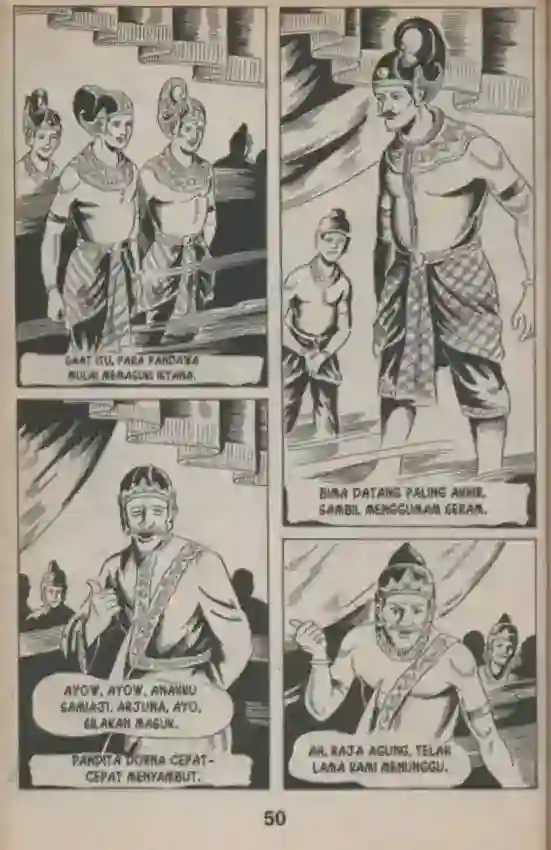 SAAT ITU, PARA PANDAWA
MULAI MEMASUKI ISTANA.
BIMA DATANG PALING AKHIR,
SAMBIL MENGGUMAM GERAM.
AYOW, AYOW, ANAKKU
SAMIAJI, ARJUNA, AYO,
SILAKAN MASUK.
PANDITA DORNA CEPAT-
CEPAT MENYAMBUT.
AH, RAJA AGUNG, TELAH
LAMA KAMI MENUNGGU.
50